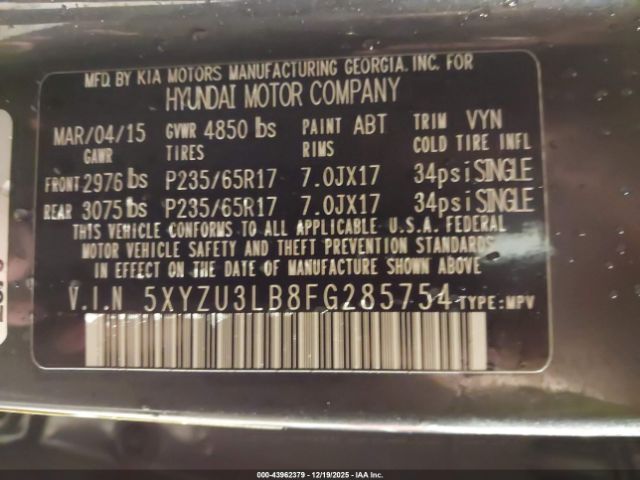 MFD. BY KIA MOTORS MANUFACTURING GEORGIA, INC. FOR
HYUNDAI MOTOR COMPANY
MAR/04/15 GVWR 4850 lbs PAINT ABT TRIM VYN
GAWR TIRES RIMS COLD TIRE INFL
FRONT 2976 lbs P235/65R17 7.0JX17 34psi SINGLE
REAR 3075 lbs P235/65R17 7.0JX17 34psi SINGLE
THIS VEHICLE CONFORMS TO ALL APPLICABLE U.S.A. FEDERAL
MOTOR VEHICLE SAFETY AND THEFT PREVENTION STANDARDS
IN EFFECT ON THE DATE OF MANUFACTURE SHOWN ABOVE.
V.I.N 5XYZU3LB8FG285754 TYPE:MPV
000-43962379 - 12/19/2025 - IAA Inc.